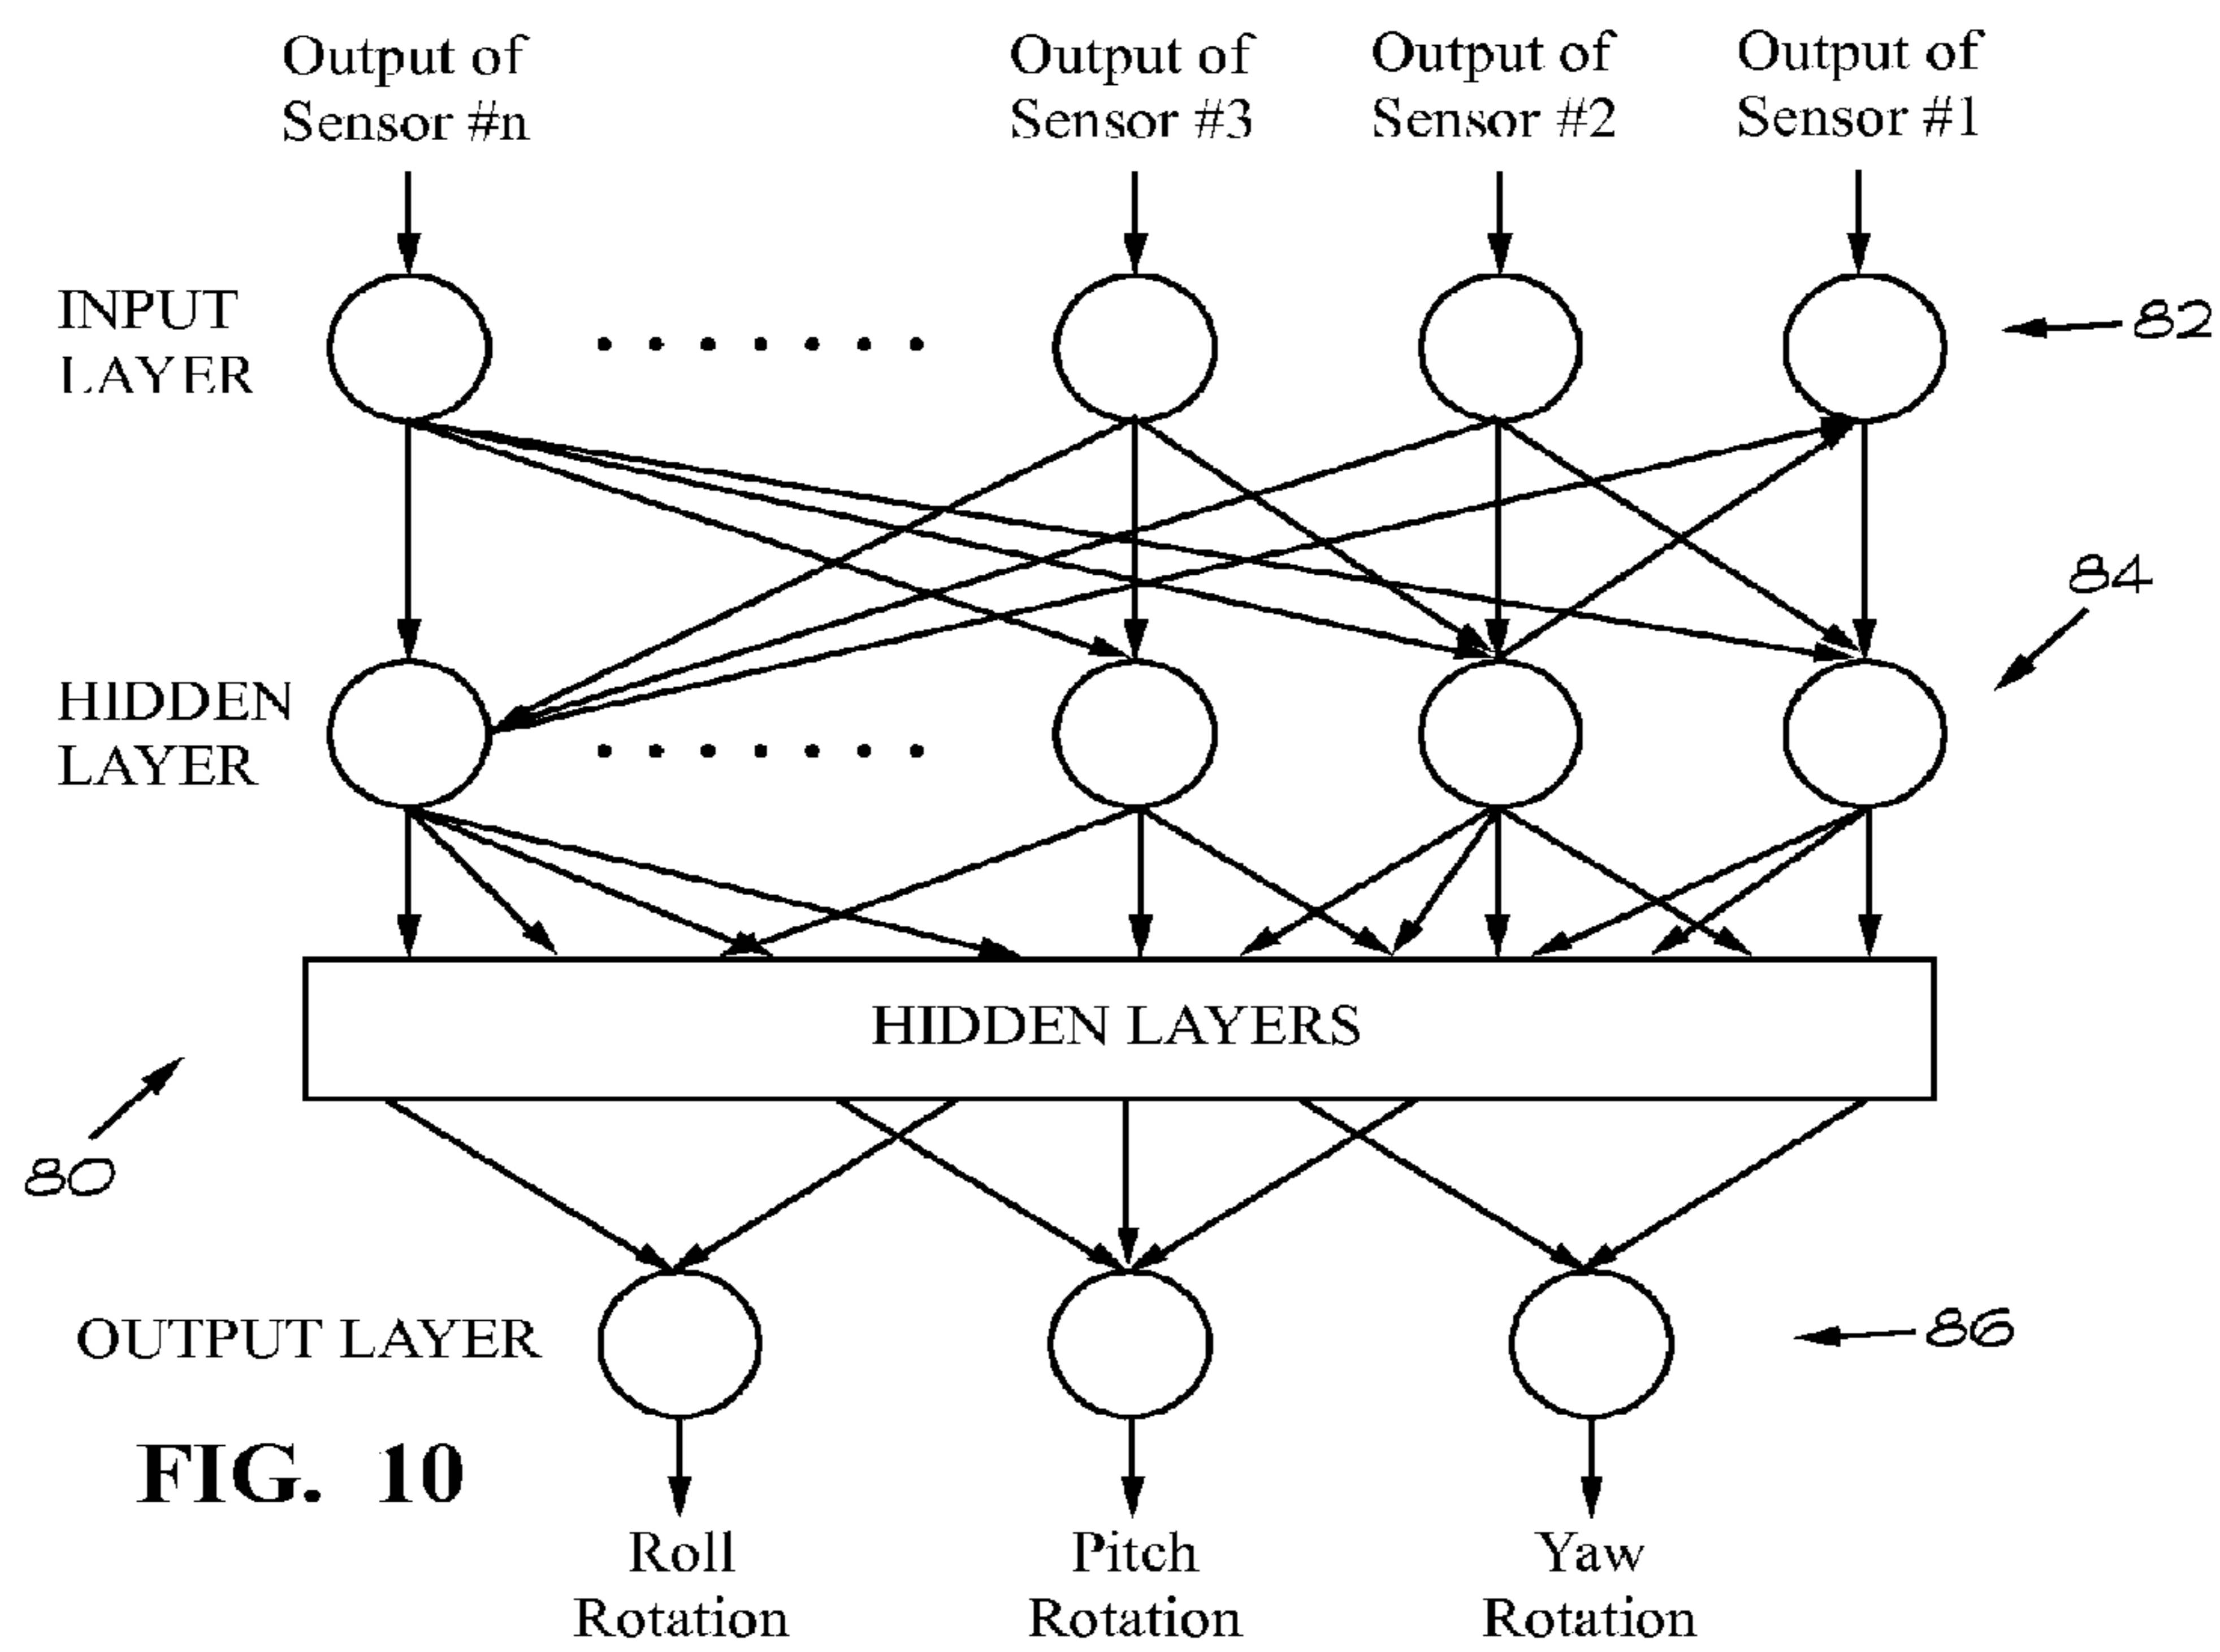 Output of
Sensor #n
Output of
Sensor #3
Output of
Sensor #2
Output of
Sensor #1
INPUT
LAYER
82
84
HIDDEN
LAYER
HIDDEN LAYERS
80
OUTPUT LAYER
86
FIG. 10
Roll
Rotation
Pitch
Rotation
Yaw
Rotation